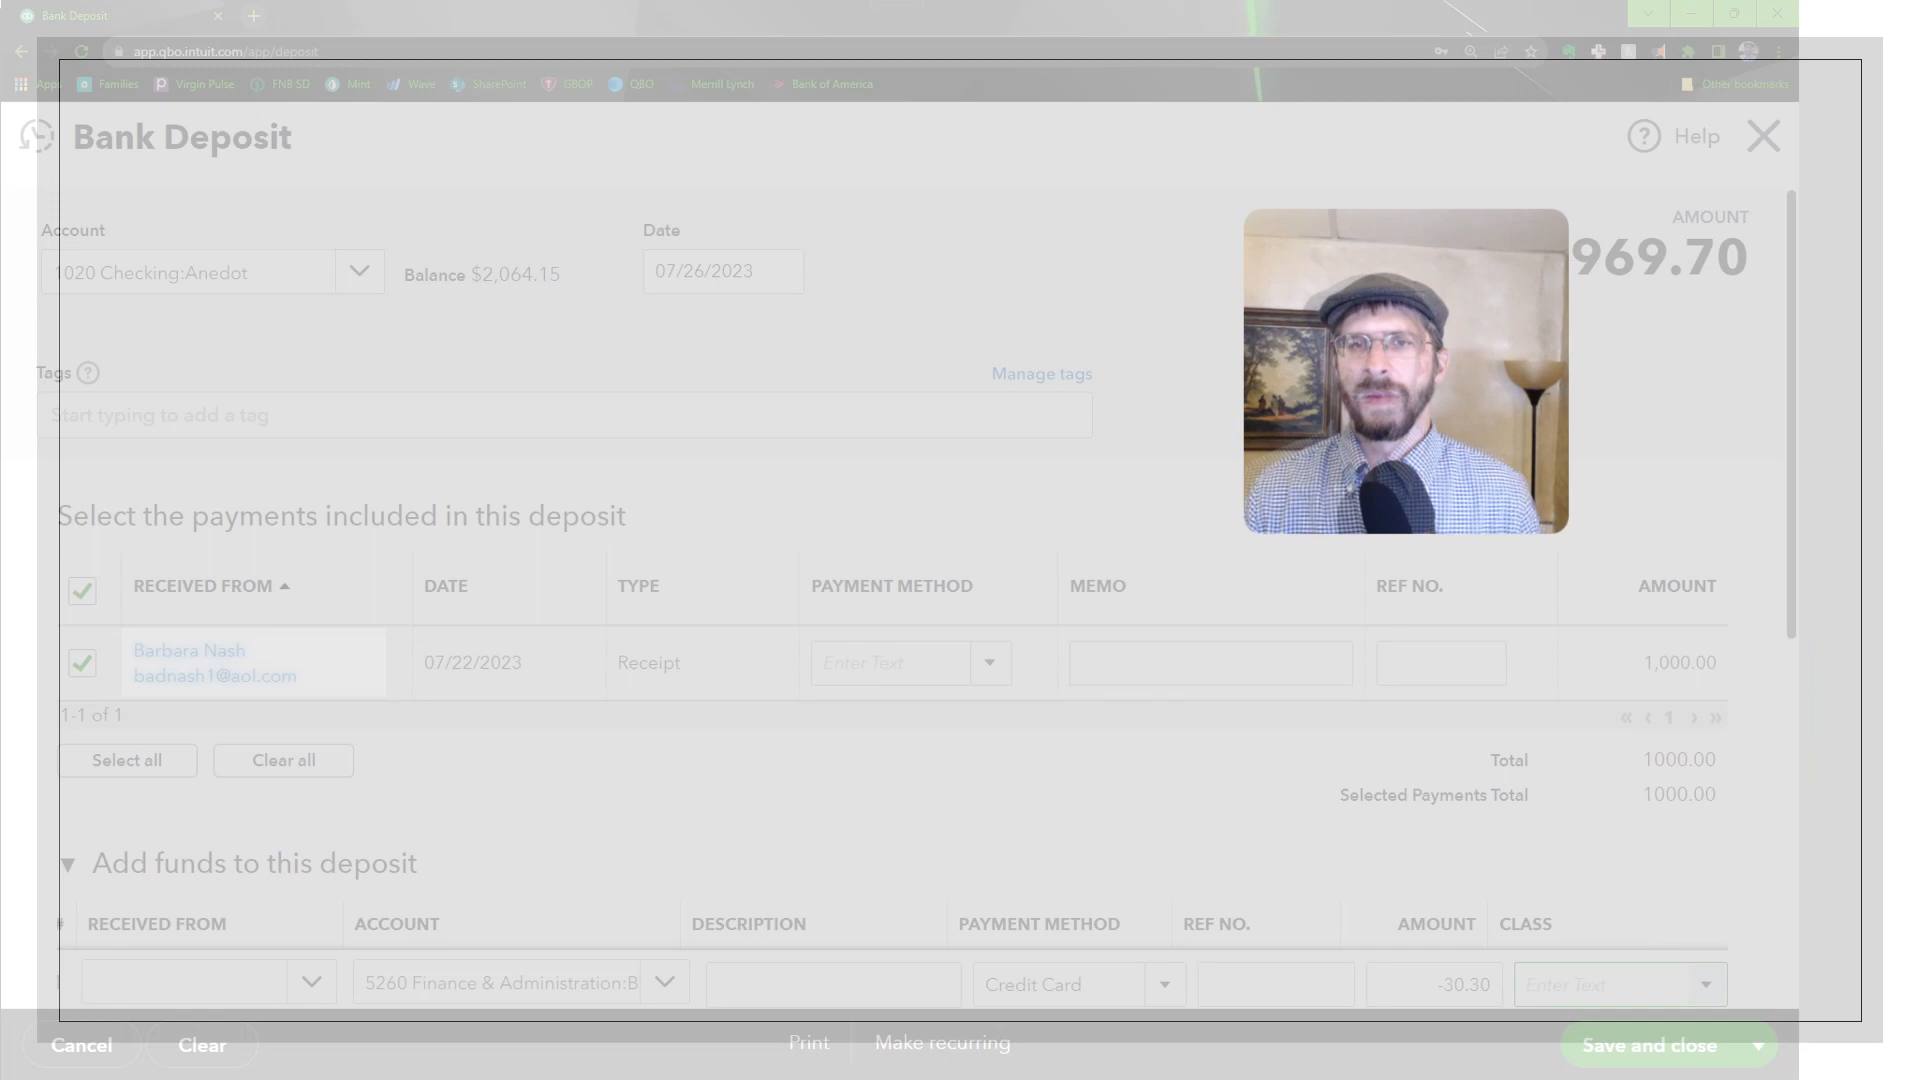 Bank Deposit
app.qbo.intuit.com/app/deposit
Apps Families Virgin Pulse FNB SD Mint Wave SharePoint GBOP QBO Merrill Lynch Bank of America Other bookmarks
Bank Deposit
Help
Account
Date
AMOUNT
1020 Checking:Anedot
Balance $2,064.15
07/26/2023
969.70
Tags
Manage tags
Start typing to add a tag
Select the payments included in this deposit
RECEIVED FROM DATE TYPE PAYMENT METHOD MEMO REF NO. AMOUNT
Barbara Nash
badnash1@aol.com
07/22/2023 Receipt Enter Text 1,000.00
1-1 of 1
« ‹ 1 › »
Select all Clear all
Total 1000.00
Selected Payments Total 1000.00
Add funds to this deposit
# RECEIVED FROM ACCOUNT DESCRIPTION PAYMENT METHOD REF NO. AMOUNT CLASS
5260 Finance & Administration:B Credit Card -30.30 Enter Text
Cancel Clear Print Make recurring Save and close